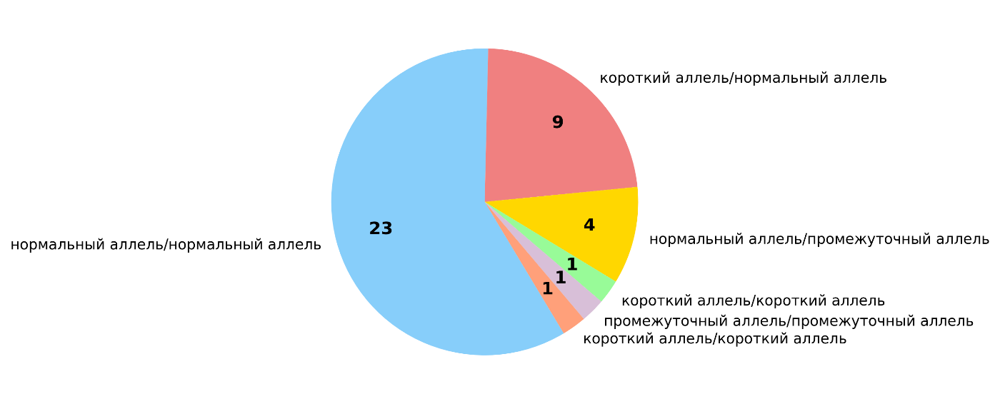 короткий аллель/нормальный аллель
9
23
4
нормальный аллель/промежуточный аллель
нормальный аллель/нормальный аллель
1
1
1
короткий аллель/короткий аллель
промежуточный аллель/промежуточный аллель
короткий аллель/короткий аллель